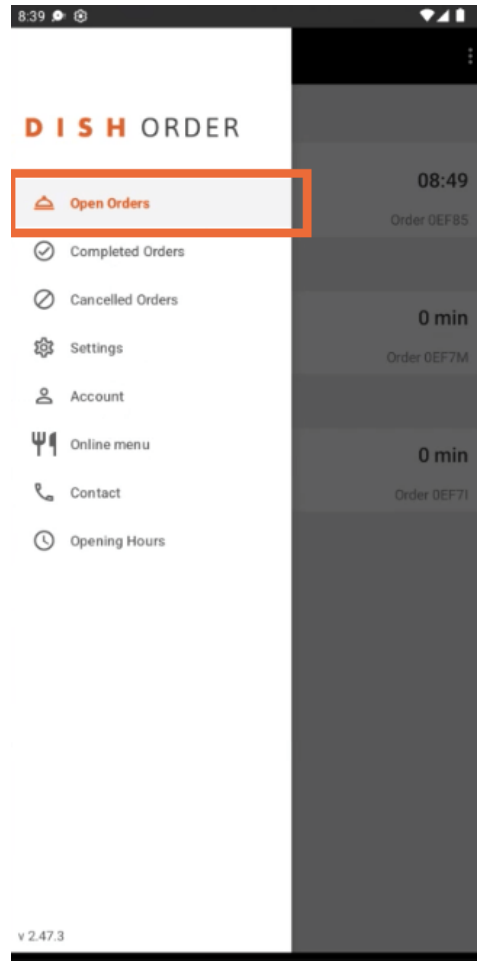 8:39
DISH ORDER
08:49
Open Orders
Order 0EF85
Completed Orders
Cancelled Orders
0 min
Settings
Order 0EF7M
Account
Online menu
0 min
Contact
Order 0EF7I
Opening Hours
v 2.47.3